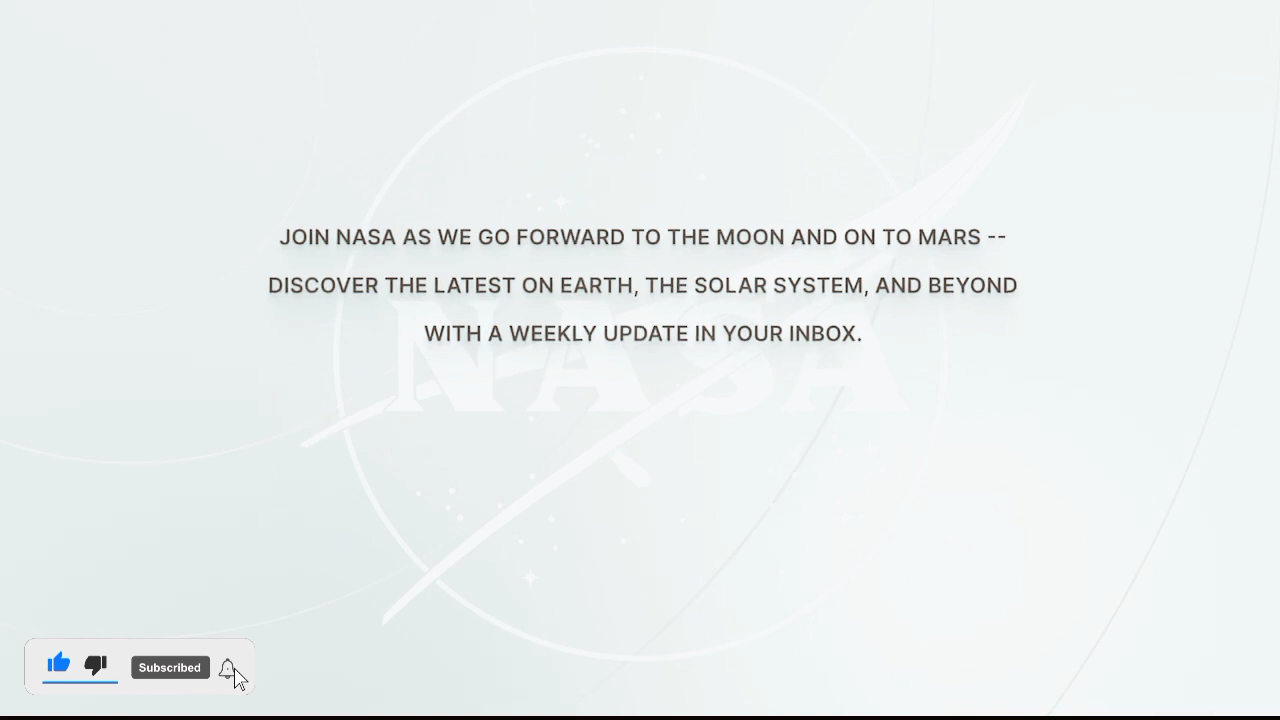 JOIN NASA AS WE GO FORWARD TO THE MOON AND ON TO MARS --
DISCOVER THE LATEST ON EARTH, THE SOLAR SYSTEM, AND BEYOND
WITH A WEEKLY UPDATE IN YOUR INBOX.
NASA
Subscribed